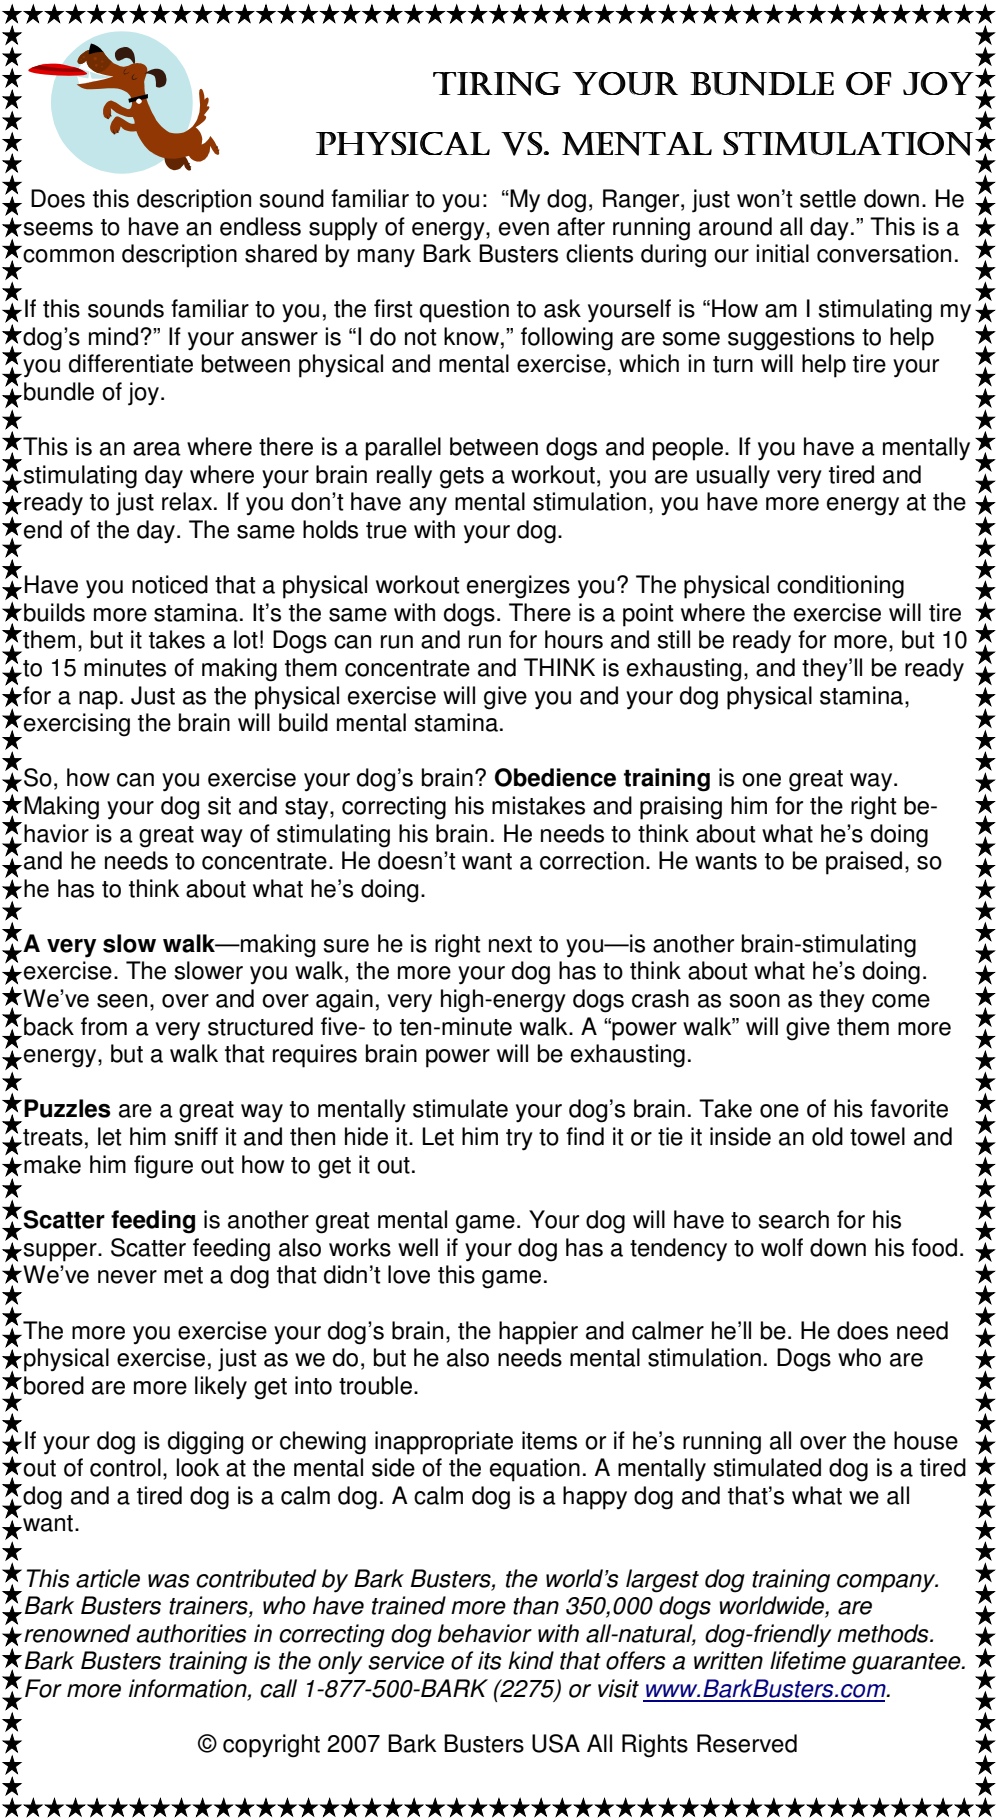 TIRING YOUR BUNDLE OF JOY
PHYSICAL VS. MENTAL STIMULATION
Does this description sound familiar to you:  “My dog, Ranger, just won’t settle down. He
seems to have an endless supply of energy, even after running around all day.” This is a
common description shared by many Bark Busters clients during our initial conversation.
If this sounds familiar to you, the first question to ask yourself is “How am I stimulating my
dog’s mind?” If your answer is “I do not know,” following are some suggestions to help
you differentiate between physical and mental exercise, which in turn will help tire your
bundle of joy.
This is an area where there is a parallel between dogs and people. If you have a mentally
stimulating day where your brain really gets a workout, you are usually very tired and
ready to just relax. If you don’t have any mental stimulation, you have more energy at the
end of the day. The same holds true with your dog.
Have you noticed that a physical workout energizes you? The physical conditioning
builds more stamina. It’s the same with dogs. There is a point where the exercise will tire
them, but it takes a lot! Dogs can run and run for hours and still be ready for more, but 10
to 15 minutes of making them concentrate and THINK is exhausting, and they’ll be ready
for a nap. Just as the physical exercise will give you and your dog physical stamina,
exercising the brain will build mental stamina.
So, how can you exercise your dog’s brain? Obedience training is one great way.
Making your dog sit and stay, correcting his mistakes and praising him for the right be-
havior is a great way of stimulating his brain. He needs to think about what he’s doing
and he needs to concentrate. He doesn’t want a correction. He wants to be praised, so
he has to think about what he’s doing.
A very slow walk—making sure he is right next to you—is another brain-stimulating
exercise. The slower you walk, the more your dog has to think about what he’s doing.
We’ve seen, over and over again, very high-energy dogs crash as soon as they come
back from a very structured five- to ten-minute walk. A “power walk” will give them more
energy, but a walk that requires brain power will be exhausting.
Puzzles are a great way to mentally stimulate your dog’s brain. Take one of his favorite
treats, let him sniff it and then hide it. Let him try to find it or tie it inside an old towel and
make him figure out how to get it out.
Scatter feeding is another great mental game. Your dog will have to search for his
supper. Scatter feeding also works well if your dog has a tendency to wolf down his food.
We’ve never met a dog that didn’t love this game.
The more you exercise your dog’s brain, the happier and calmer he’ll be. He does need
physical exercise, just as we do, but he also needs mental stimulation. Dogs who are
bored are more likely get into trouble.
If your dog is digging or chewing inappropriate items or if he’s running all over the house
out of control, look at the mental side of the equation. A mentally stimulated dog is a tired
dog and a tired dog is a calm dog. A calm dog is a happy dog and that’s what we all
want.
This article was contributed by Bark Busters, the world’s largest dog training company.
Bark Busters trainers, who have trained more than 350,000 dogs worldwide, are
renowned authorities in correcting dog behavior with all-natural, dog-friendly methods.
Bark Busters training is the only service of its kind that offers a written lifetime guarantee.
For more information, call 1-877-500-BARK (2275) or visit www.BarkBusters.com.
© copyright 2007 Bark Busters USA All Rights Reserved